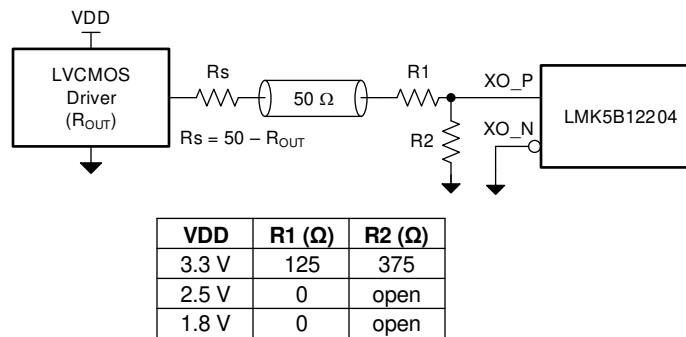 VDD
LVCMOS
Driver
(ROUT)
Rs
50 Ω
Rs = 50 – ROUT
R1
R2
XO_P
XO_N
LMK5B12204
VDD R1 (Ω) R2 (Ω)
3.3 V 125 375
2.5 V 0 open
1.8 V 0 open